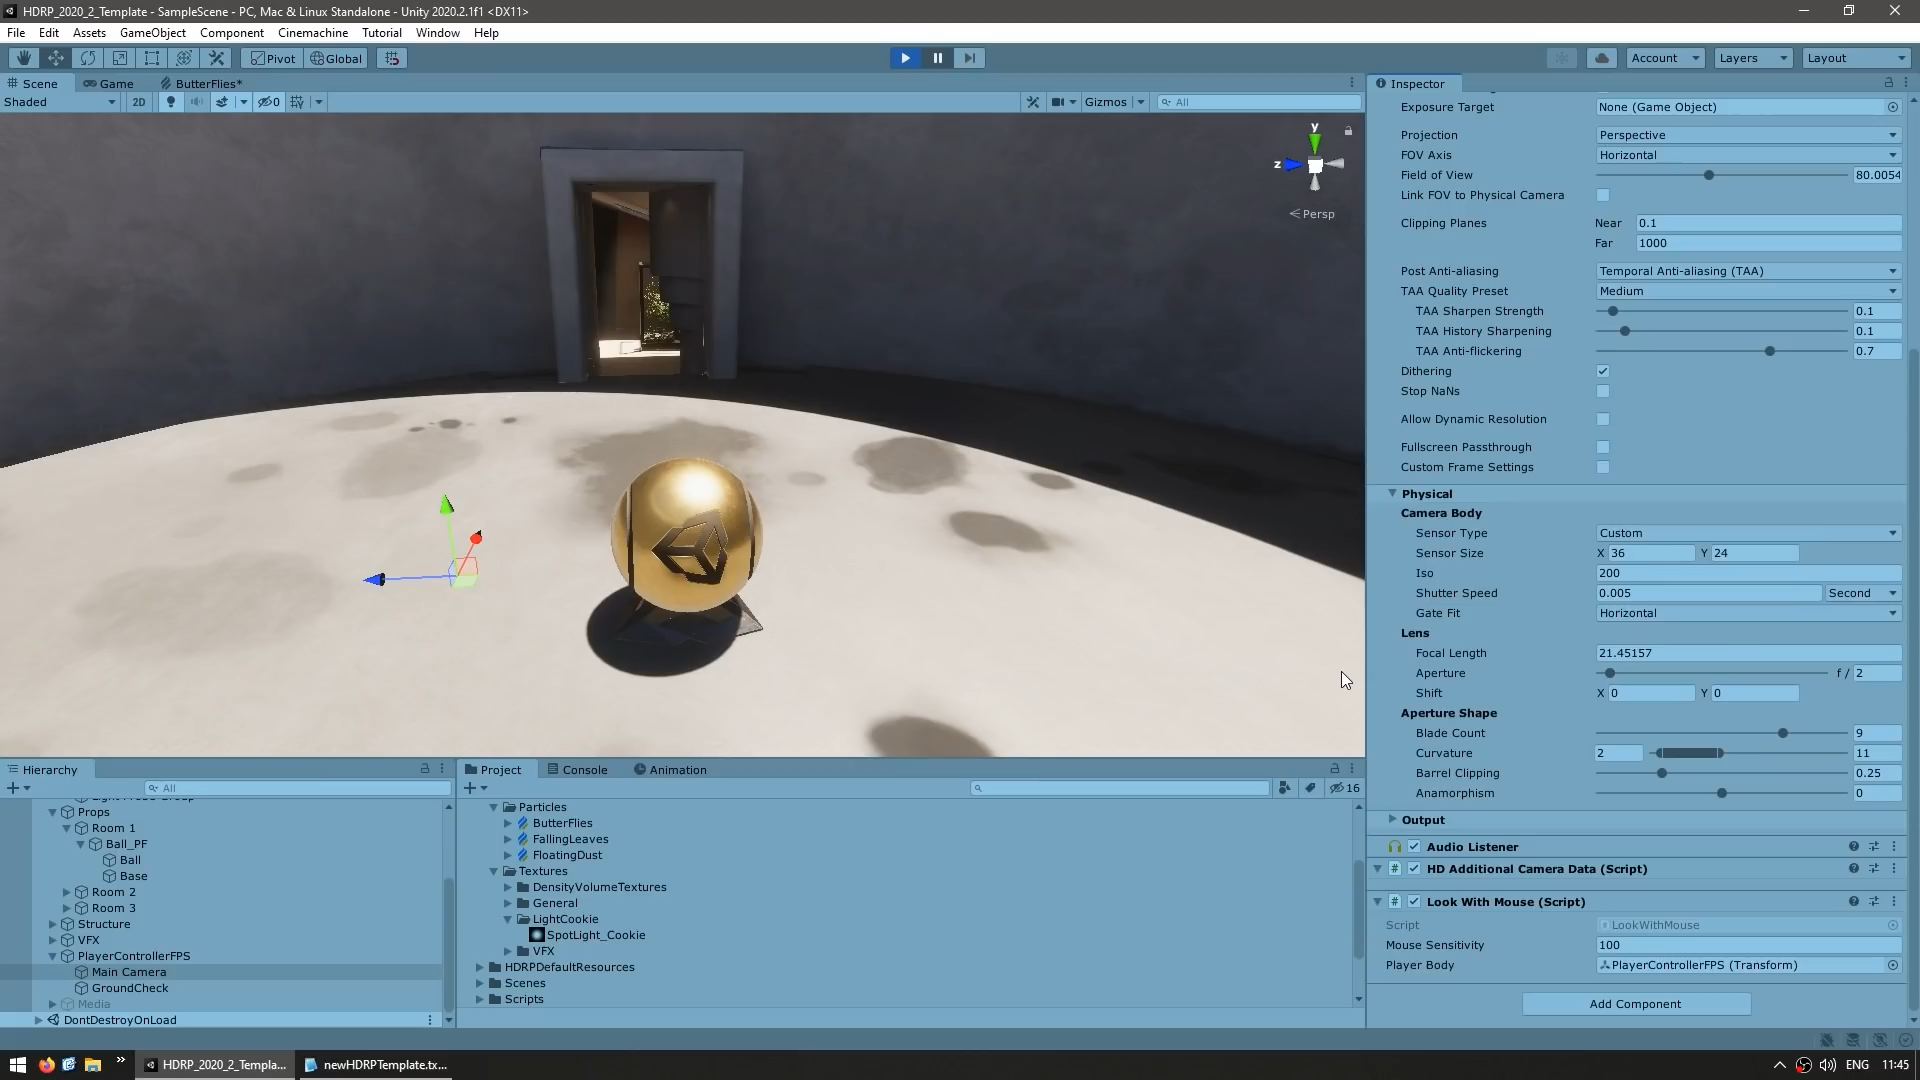 HDRP_2020_2_Template - SampleScene - PC, Mac & Linux Standalone - Unity 2020.2.1f1 <DX11>
File Edit Assets GameObject Component Cinemachine Tutorial Window Help
Pivot Global Account Layers Layout
Scene Game ButterFlies*
Shaded 2D 0 Gizmos All
y
z
Persp
Inspector
Exposure Target None (Game Object)
Projection Perspective
FOV Axis Horizontal
Field of View 80.0054
Link FOV to Physical Camera
Clipping Planes Near 0.1
Far 1000
Post Anti-aliasing Temporal Anti-aliasing (TAA)
TAA Quality Preset Medium
TAA Sharpen Strength 0.1
TAA History Sharpening 0.1
TAA Anti-flickering 0.7
Dithering
Stop NaNs
Allow Dynamic Resolution
Fullscreen Passthrough
Custom Frame Settings
Physical
Camera Body
Sensor Type Custom
Sensor Size X 36 Y 24
Iso 200
Shutter Speed 0.005 Second
Gate Fit Horizontal
Lens
Focal Length 21.45157
Aperture f / 2
Shift X 0 Y 0
Aperture Shape
Blade Count 9
Curvature 2 11
Barrel Clipping 0.25
Anamorphism 0
Output
Audio Listener
# HD Additional Camera Data (Script)
# Look With Mouse (Script)
Script LookWithMouse
Mouse Sensitivity 100
Player Body PlayerControllerFPS (Transform)
Add Component
Hierarchy
+ All
Props
Room 1
Ball_PF
Ball
Base
Room 2
Room 3
Structure
VFX
PlayerControllerFPS
Main Camera
GroundCheck
Media
DontDestroyOnLoad
Project Console Animation
+ 16
Particles
ButterFlies
FallingLeaves
FloatingDust
Textures
DensityVolumeTextures
General
LightCookie
SpotLight_Cookie
VFX
HDRPDefaultResources
Scenes
Scripts
HDRP_2020_2_Templa... newHDRPTemplate.tx... ENG 11:45